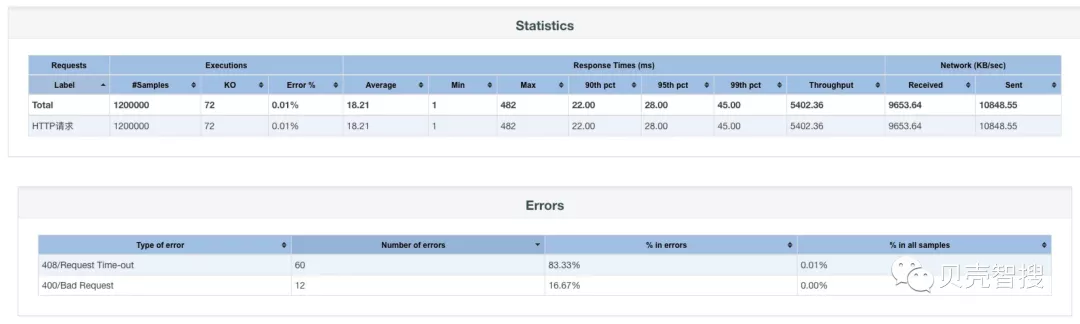 Statistics
Requests Executions Response Times (ms) Network (KB/sec)
Label #Samples KO Error % Average Min Max 90th pct 95th pct 99th pct Throughput Received Sent
Total 1200000 72 0.01% 18.21 1 482 22.00 28.00 45.00 5402.36 9653.64 10848.55
HTTP请求 1200000 72 0.01% 18.21 1 482 22.00 28.00 45.00 5402.36 9653.64 10848.55
Errors
Type of error Number of errors % in errors % in all samples
408/Request Time-out 60 83.33% 0.01%
400/Bad Request 12 16.67% 0.00%
贝壳智搜